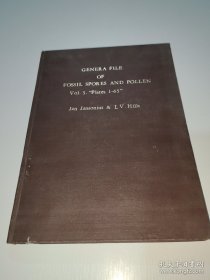 GENERA FILE
OF
FOSSIL SPORES AND POLLEN
Vol 3. "Plates 1-65"
Jan Jansonius & L.V. Hills